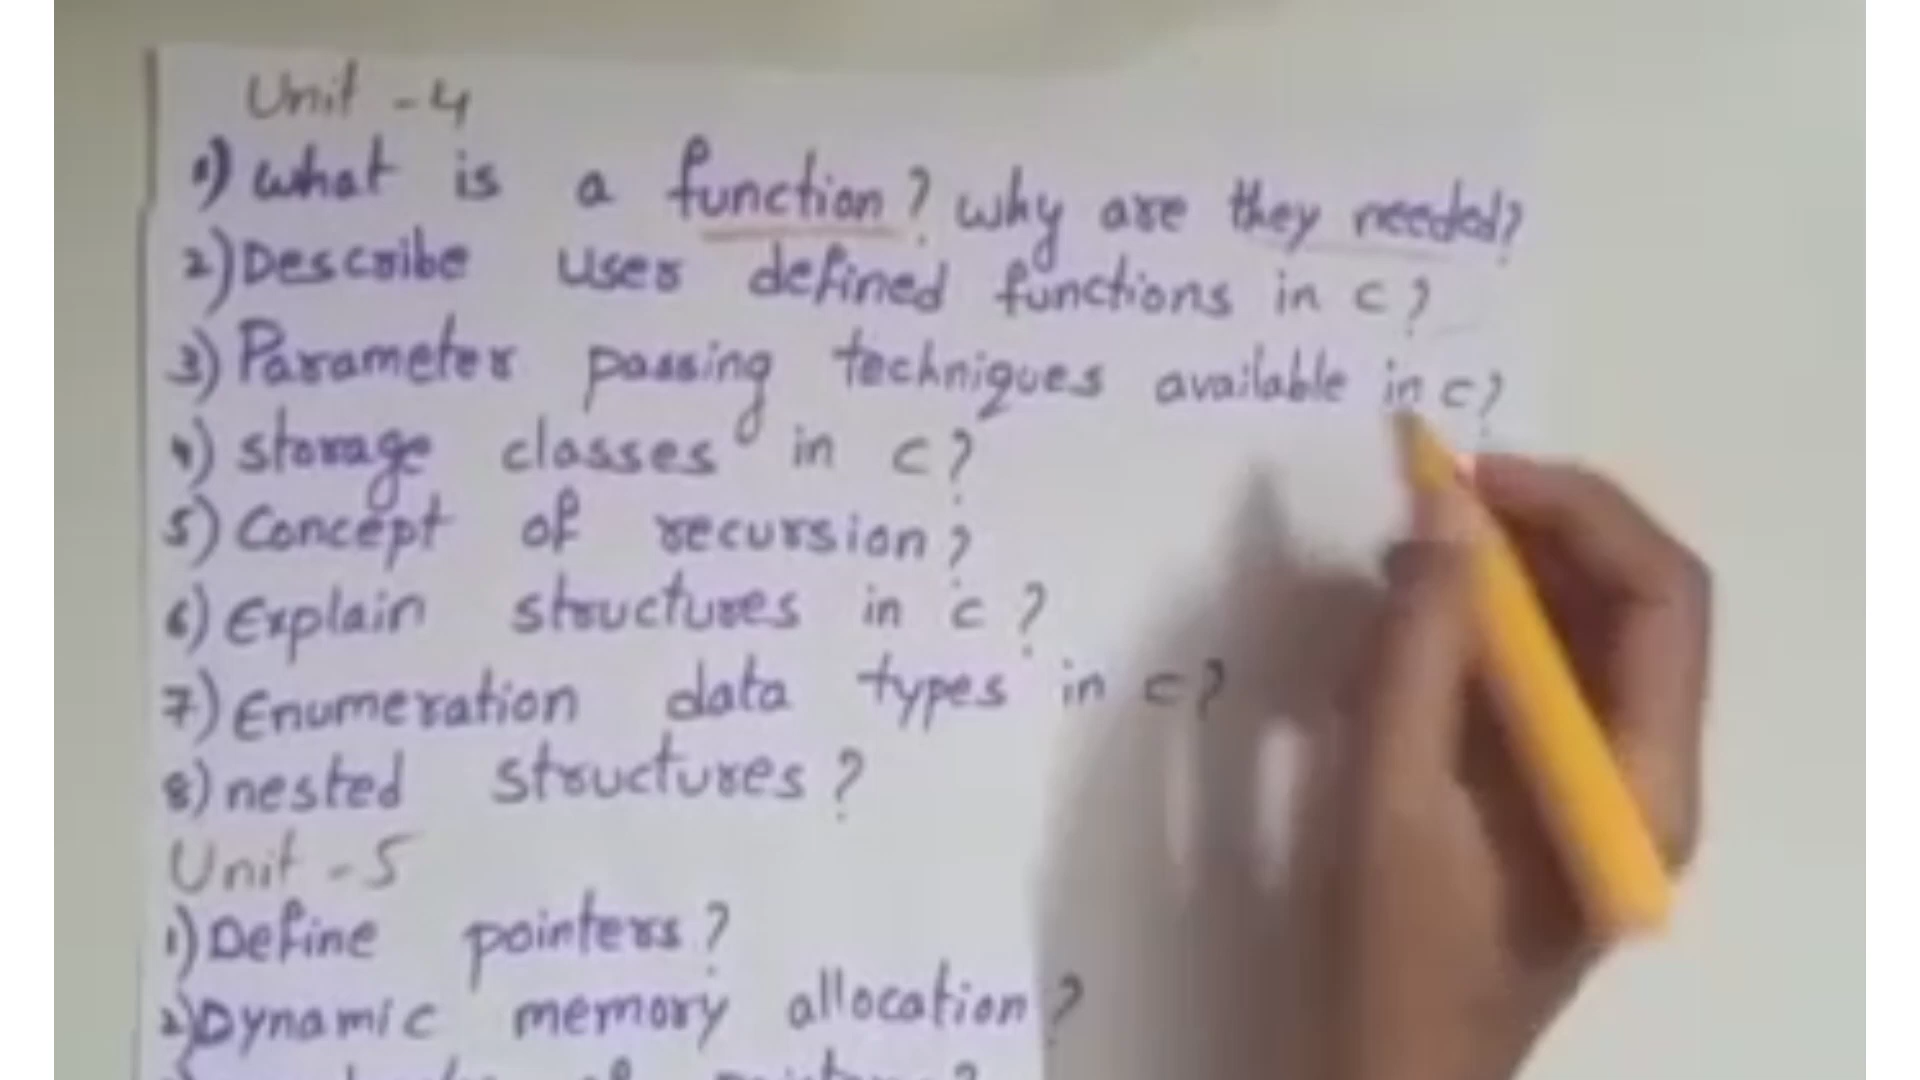 Unit - 4
1) what is a function? why are they needed?
2) Describe user defined functions in c?
3) Parameter passing techniques available in c?
4) storage classes in c?
5) Concept of recursion?
6) Explain structures in c?
7) Enumeration data types in c?
8) nested structures?
Unit - 5
1) Define pointers?
2) Dynamic memory allocation?
of